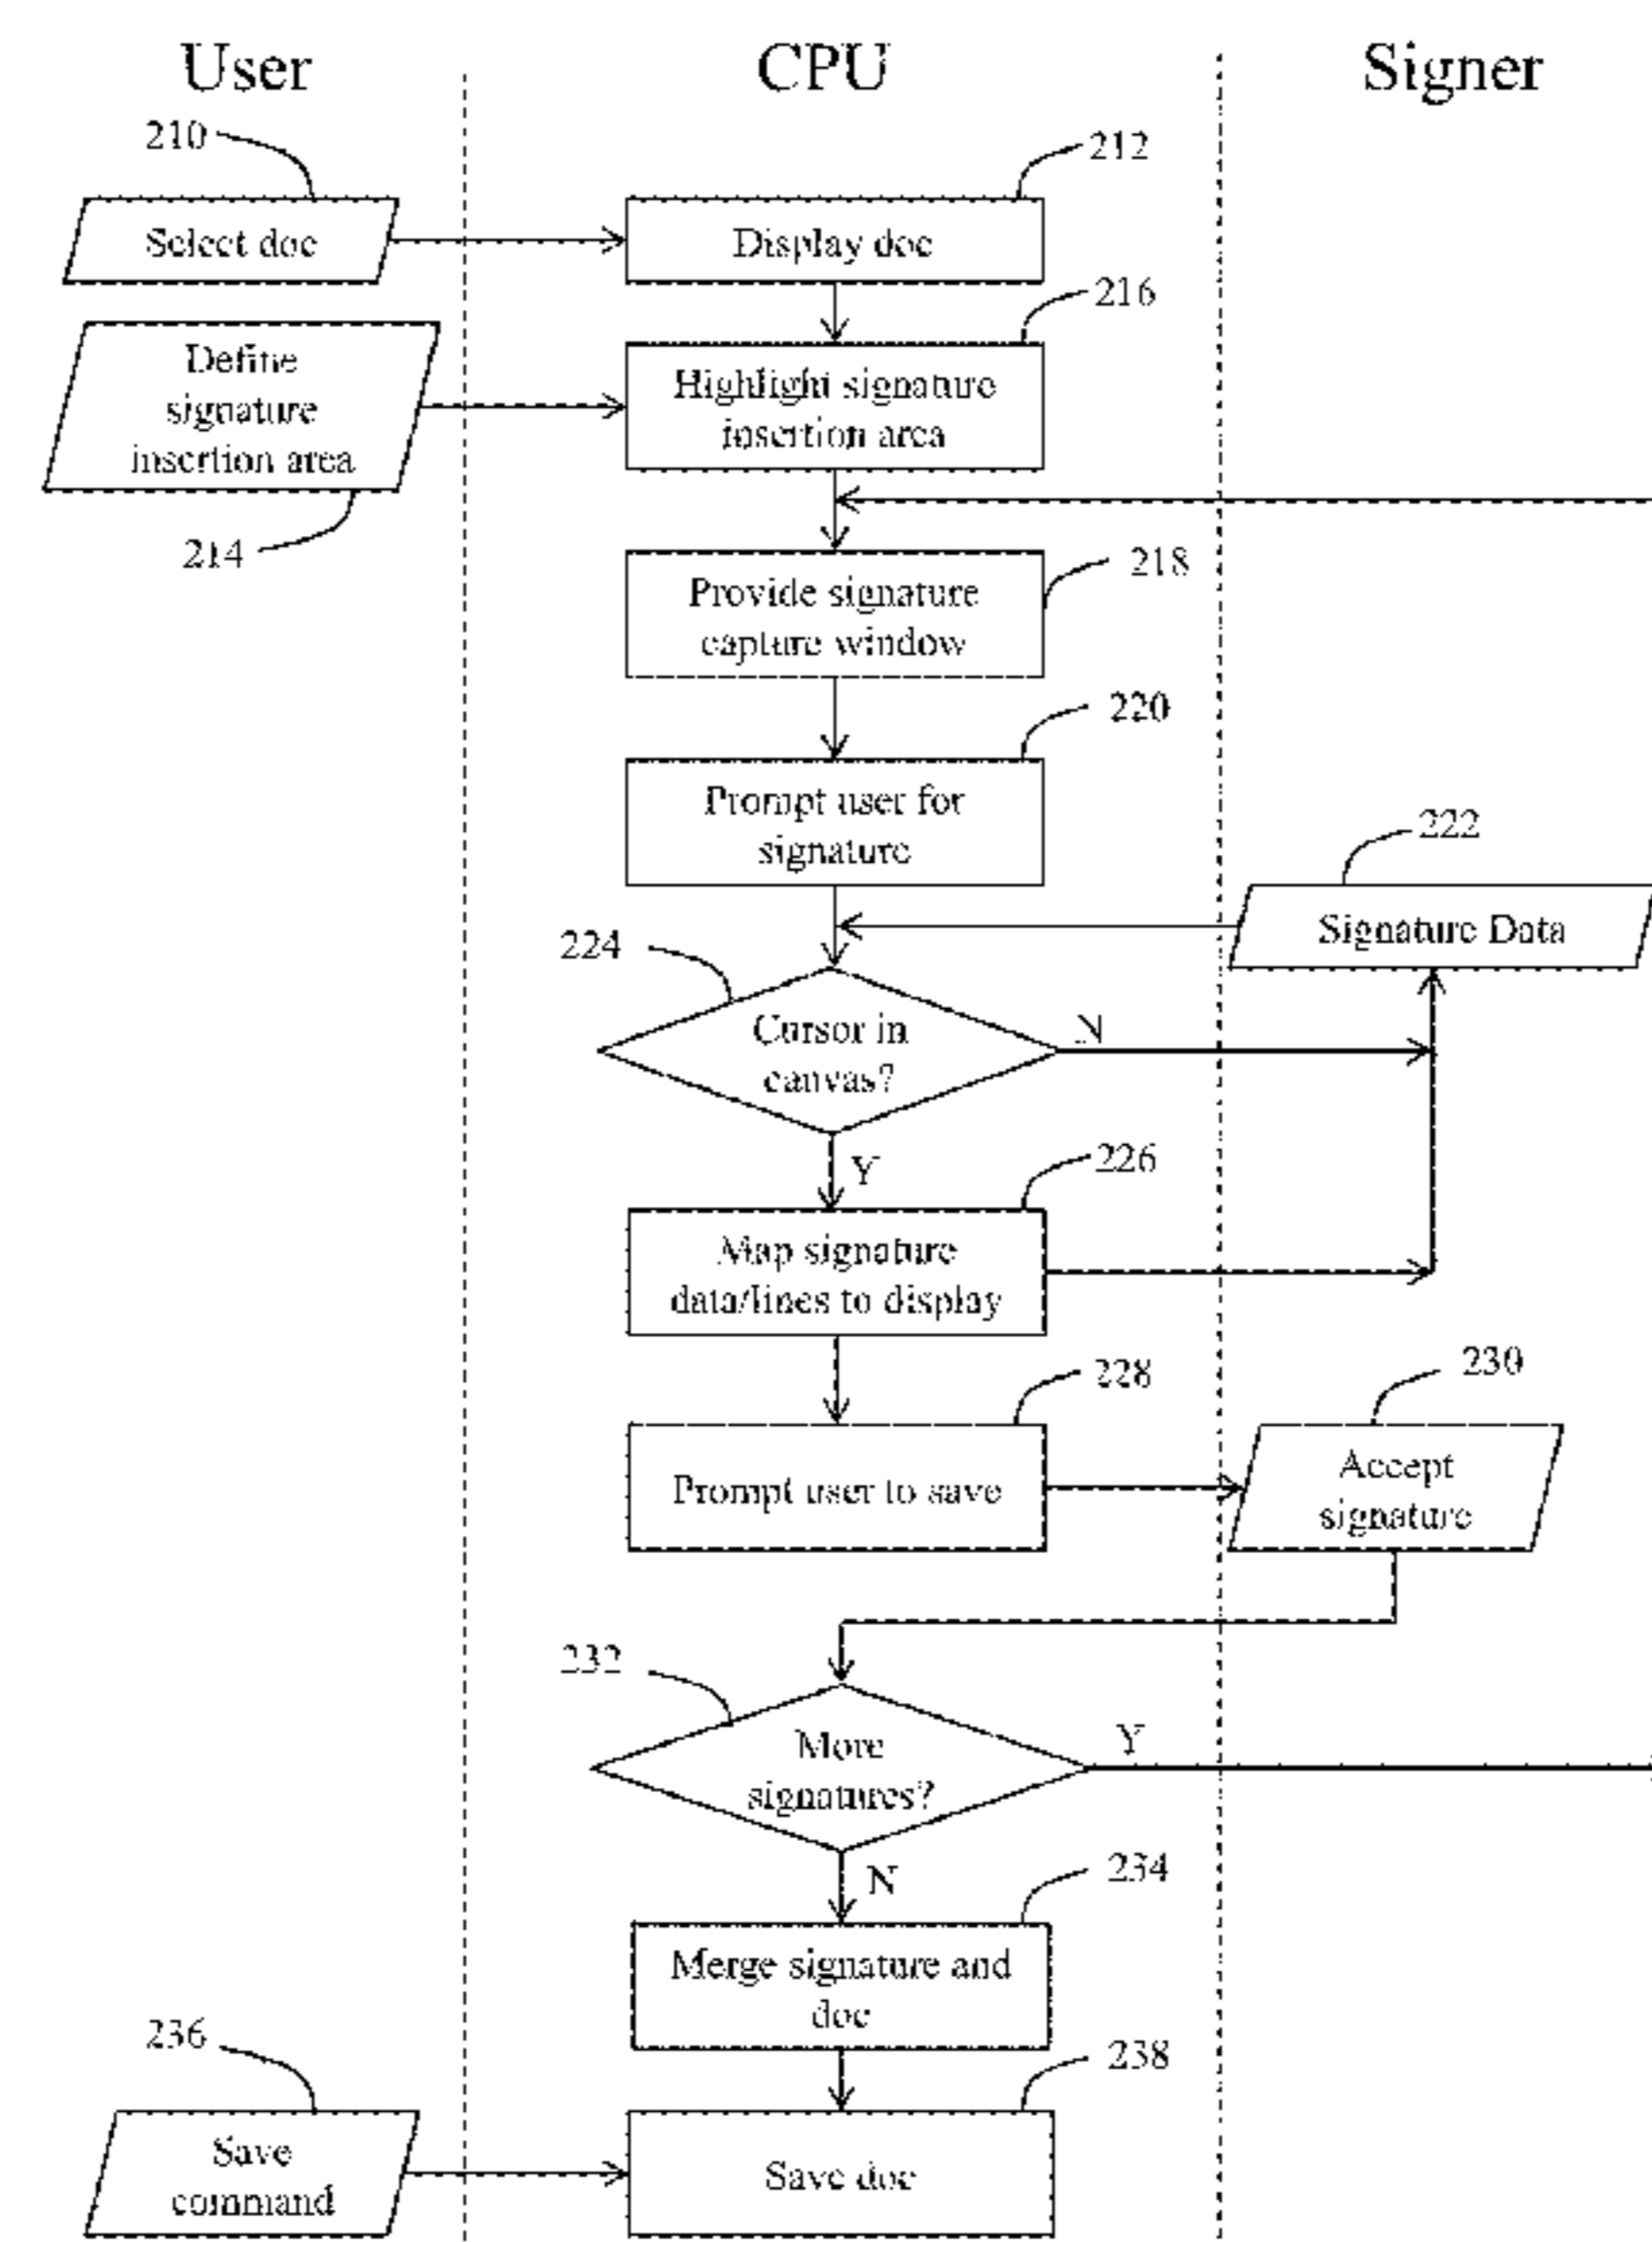 User
CPU
Signer
210
212
Select doc
Display doc
216
Define
signature
insertion area
Highlight signature
insertion area
214
218
Provide signature
capture window
220
Prompt user for
signature
222
Signature Data
224
Cursor in
canvas?
N
Y
226
Map signature
data/lines to display
228
230
Prompt user to save
Accept
signature
232
More
signatures?
Y
N
234
Merge signature and
doc
236
238
Save
command
Save doc